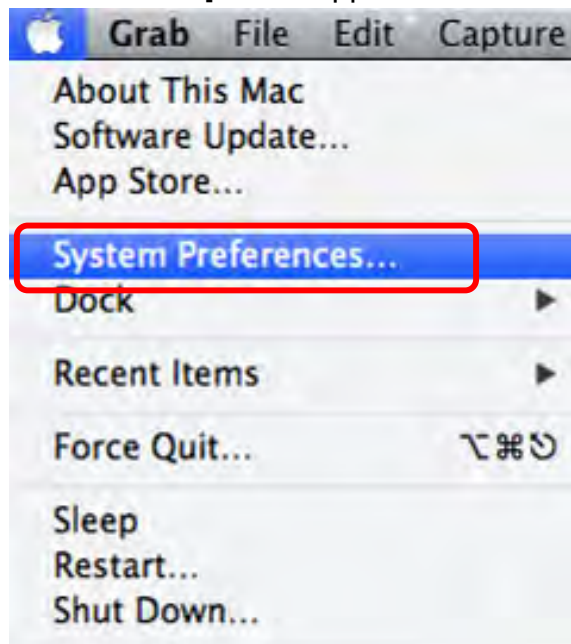 Grab File Edit Capture
About This Mac
Software Update...
App Store...
System Preferences...
Dock
Recent Items
Force Quit... ⌥⌘⎋
Sleep
Restart...
Shut Down...